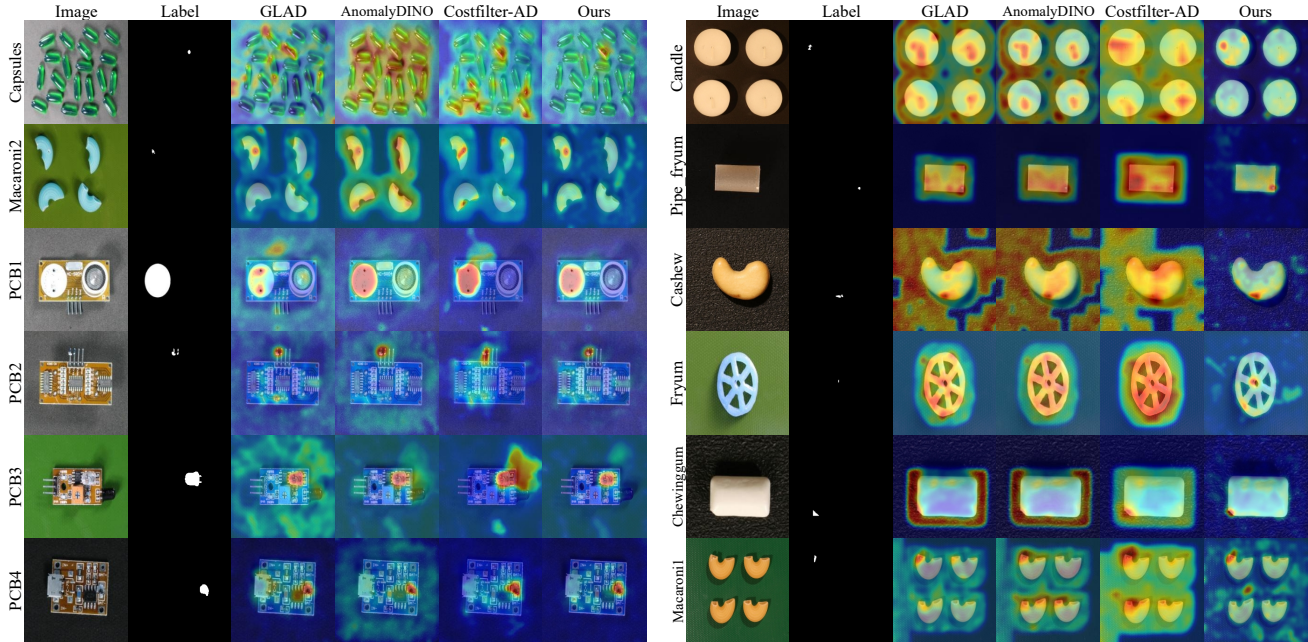 Image Label GLAD AnomalyDINO Costfilter-AD Ours
Capsules
Macaroni2
PCB1
PCB2
PCB3
PCB4
Image Label GLAD AnomalyDINO Costfilter-AD Ours
Candle
Pipe fryum
Cashew
Fryum
Chewinggum
Macaroni1